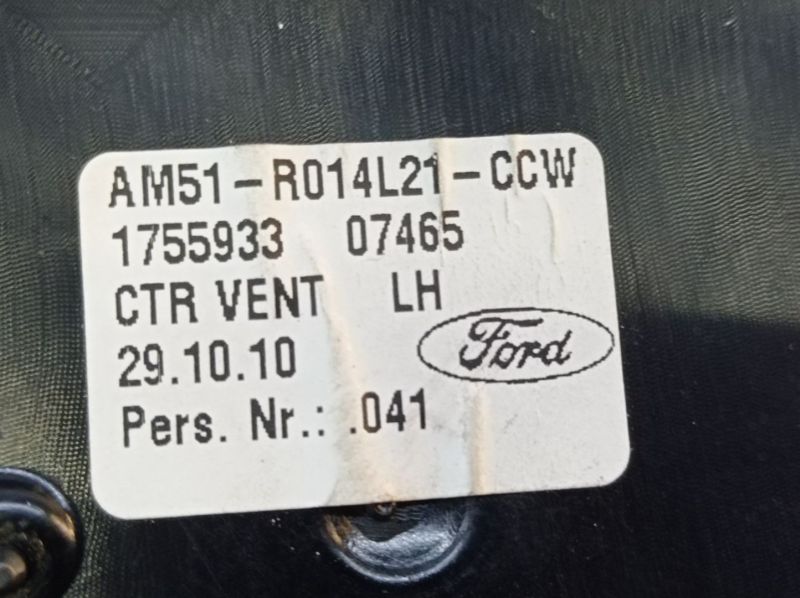 AM51-R014L21-CCW
1755933 07465
CTR VENT LH
29.10.10
Ford
Pers. Nr.: .041